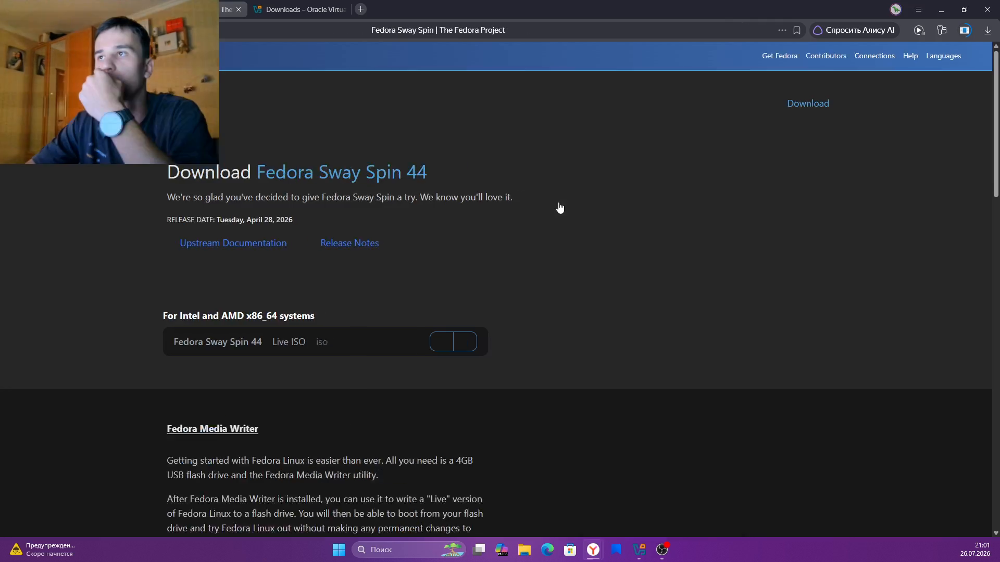 The
Downloads – Oracle Virtua
Fedora Sway Spin | The Fedora Project
Спросить Алису AI
Get Fedora
Contributors
Connections
Help
Languages
Download
Download Fedora Sway Spin 44
We're so glad you've decided to give Fedora Sway Spin a try. We know you'll love it.
RELEASE DATE: Tuesday, April 28, 2026
Upstream Documentation
Release Notes
For Intel and AMD x86_64 systems
Fedora Sway Spin 44 Live ISO iso
Fedora Media Writer
Getting started with Fedora Linux is easier than ever. All you need is a 4GB
USB flash drive and the Fedora Media Writer utility.
After Fedora Media Writer is installed, you can use it to write a "Live" version
of Fedora Linux to a flash drive. You will then be able to boot from your flash
drive and try Fedora Linux out without making any permanent changes to
Предупрежден...
Скоро начнется
Поиск
M365
21:01
26.07.2026